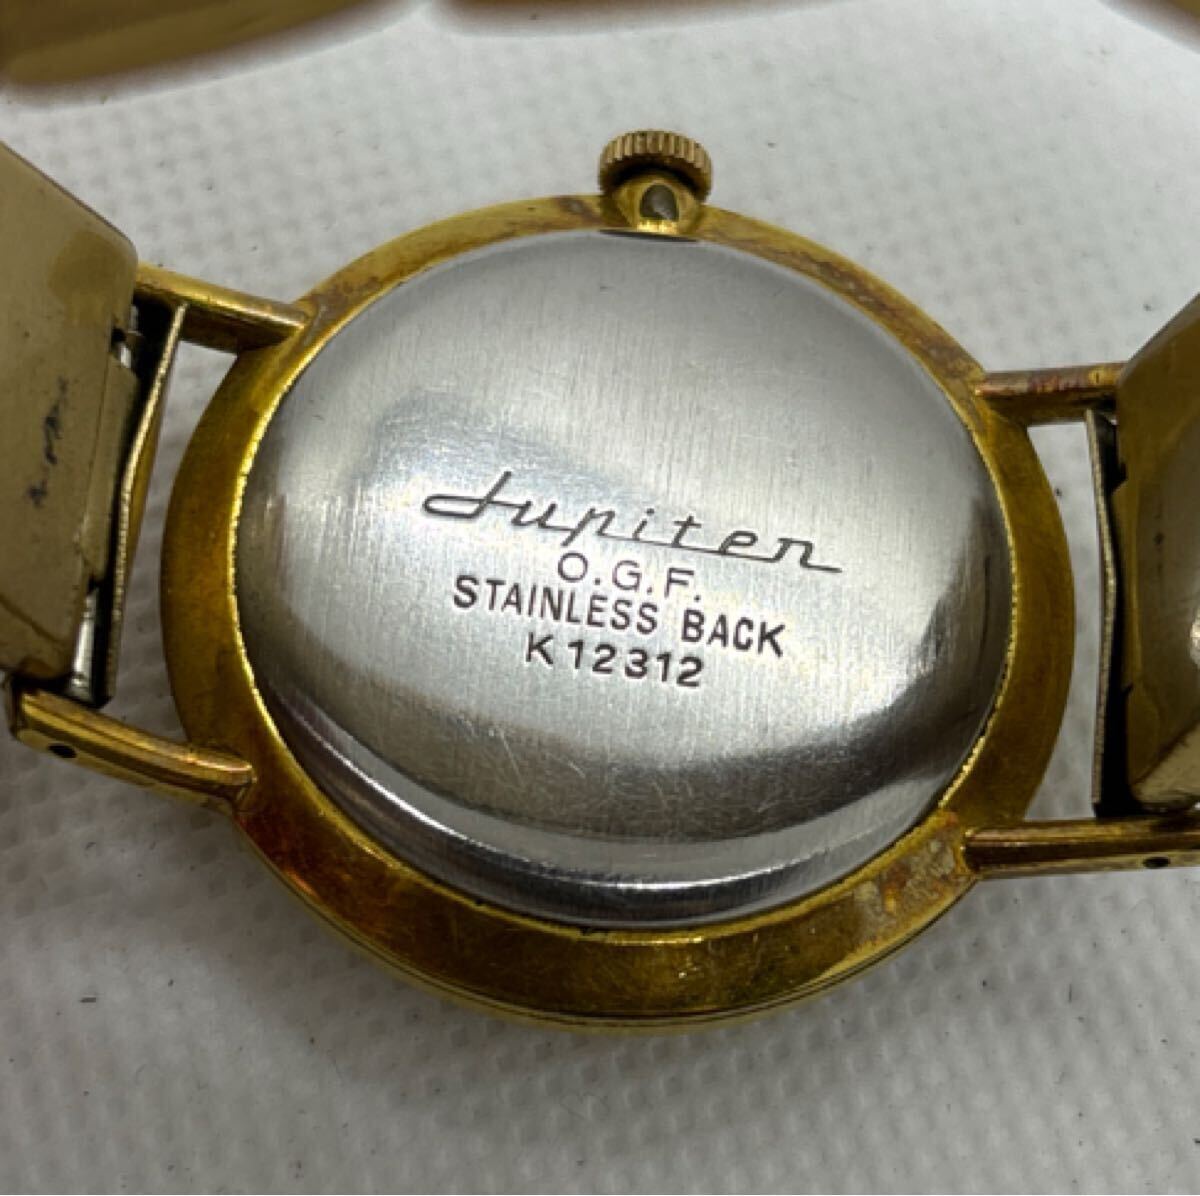 Jupiter
O.G.F.
STAINLESS BACK
K12312